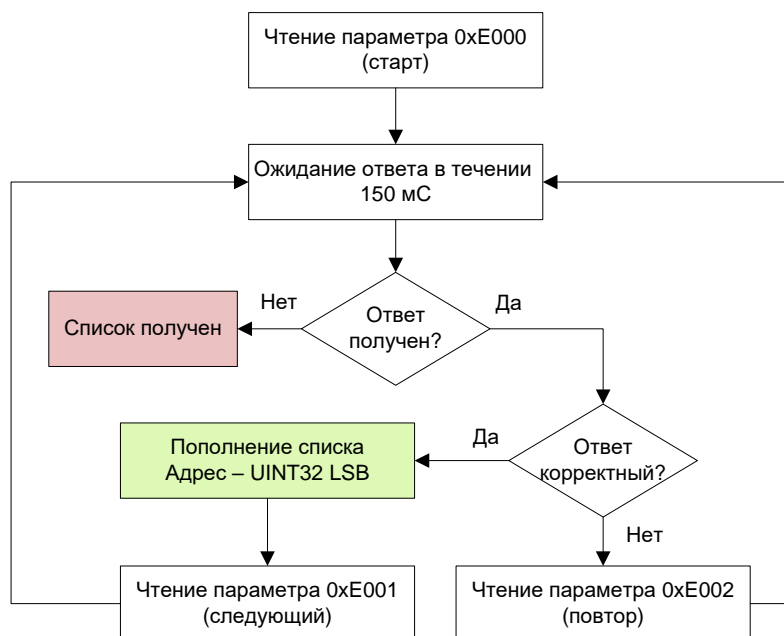 Чтение параметра 0xE000
(старт)
Ожидание ответа в течении
150 мС
Нет
Да
Список получен
Ответ
получен?
Да
Пополнение списка
Адрес – UINT32 LSB
Ответ
корректный?
Нет
Чтение параметра 0xE001
(следующий)
Чтение параметра 0xE002
(повтор)